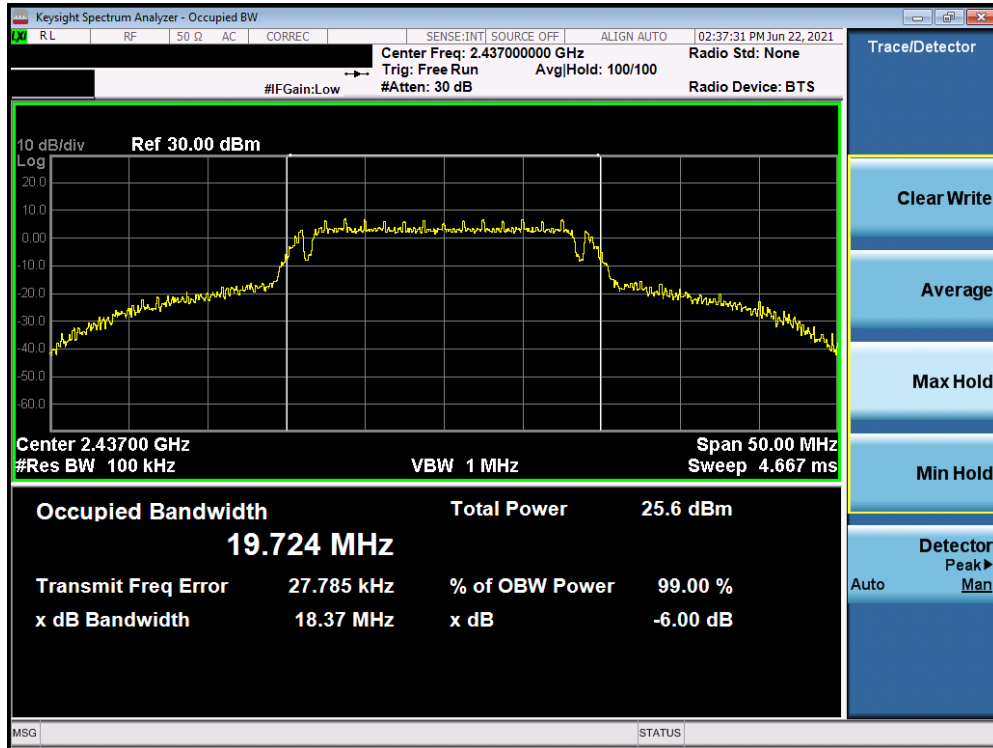 Keysight Spectrum Analyzer - Occupied BW
LXI RL RF 50 Ω AC CORREC SENSE:INT SOURCE OFF ALIGN AUTO 02:37:31 PM Jun 22, 2021
Center Freq: 2.437000000 GHz Radio Std: None
Trig: Free Run Avg|Hold: 100/100
#IFGain:Low #Atten: 30 dB Radio Device: BTS
Trace/Detector
10 dB/div Ref 30.00 dBm
Log
20.0
10.0
0.00
-10.0
-20.0
-30.0
-40.0
-50.0
-60.0
Center 2.43700 GHz Span 50.00 MHz
#Res BW 100 kHz VBW 1 MHz Sweep 4.667 ms
Occupied Bandwidth Total Power 25.6 dBm
19.724 MHz
Transmit Freq Error 27.785 kHz % of OBW Power 99.00 %
x dB Bandwidth 18.37 MHz x dB -6.00 dB
Clear Write
Average
Max Hold
Min Hold
Detector
Peak▶
Auto Man
MSG STATUS